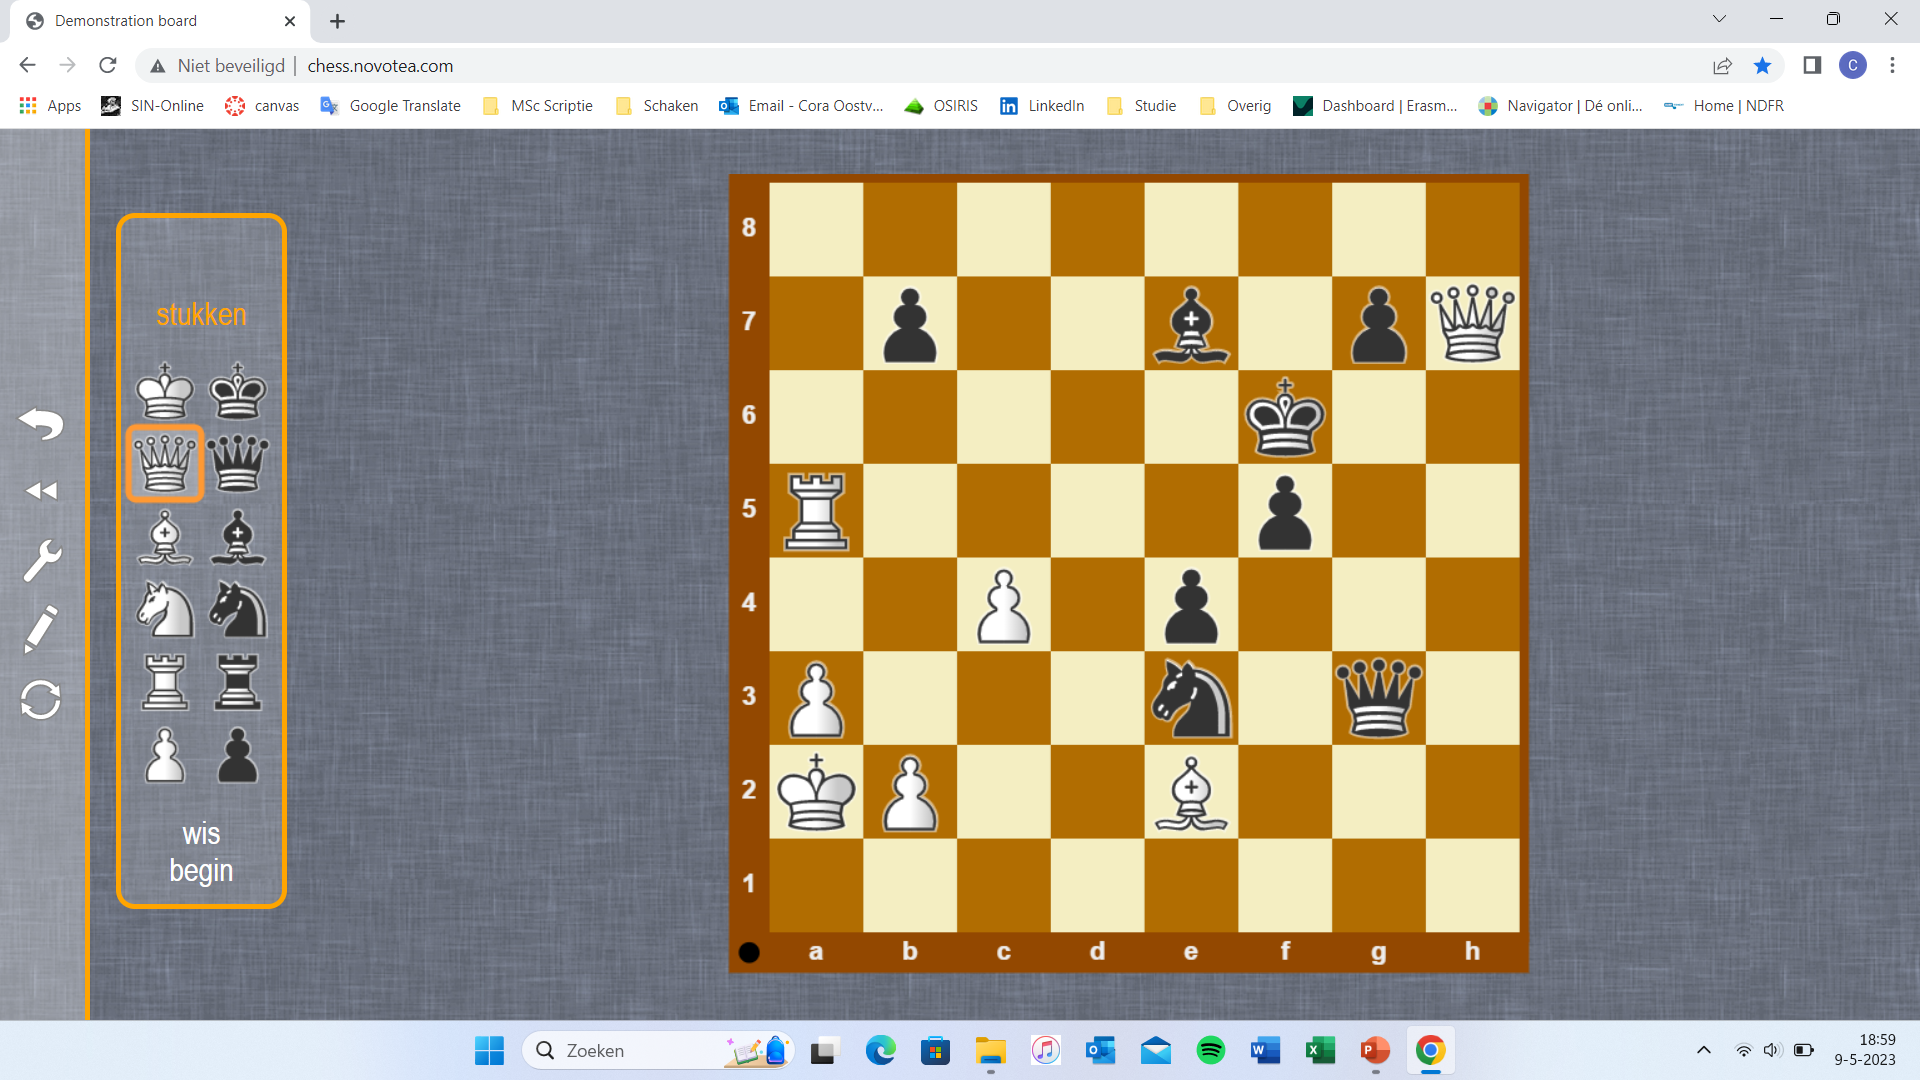 Demonstration board
Niet beveiligd
chess.novotea.com
C
Apps
SIN-Online
canvas
Google Translate
MSc Scriptie
Schaken
Email - Cora Oostv...
OSIRIS
LinkedIn
Studie
Overig
Dashboard | Erasm...
Navigator | Dé onli...
Home | NDFR
stukken
wis
begin
8
7
6
5
4
3
2
1
a b c d e f g h
Zoeken
18:59
9-5-2023